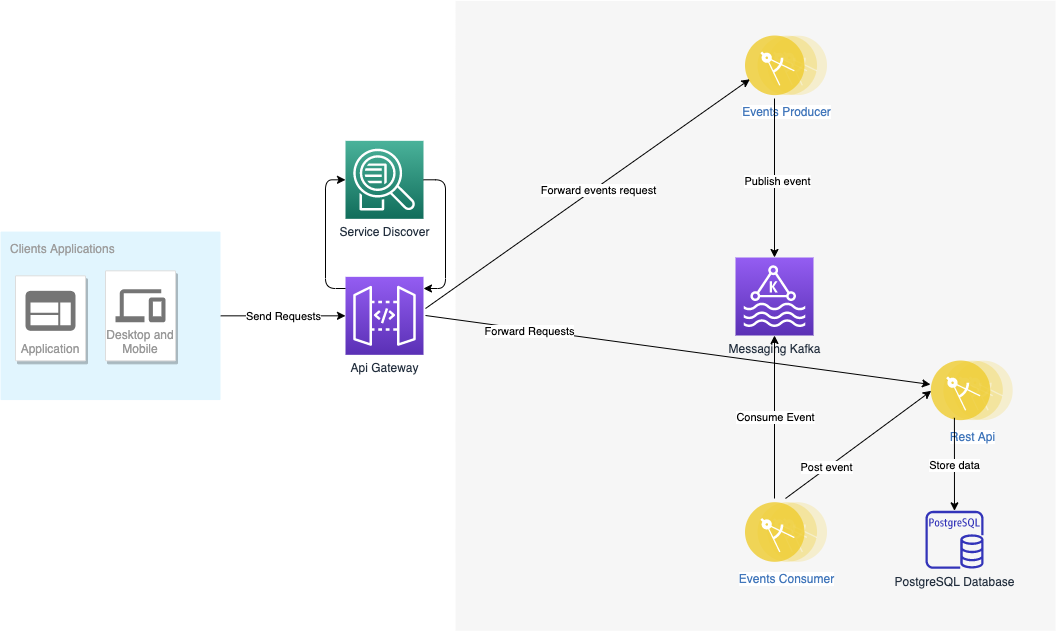 Events Producer
Publish event
Forward events request
Service Discover
Clients Applications
Application
Desktop and
Mobile
Send Requests
Api Gateway
Forward Requests
K
Messaging Kafka
Consume Event
Rest Api
Post event
Store data
PostgreSQL
Events Consumer
PostgreSQL Database